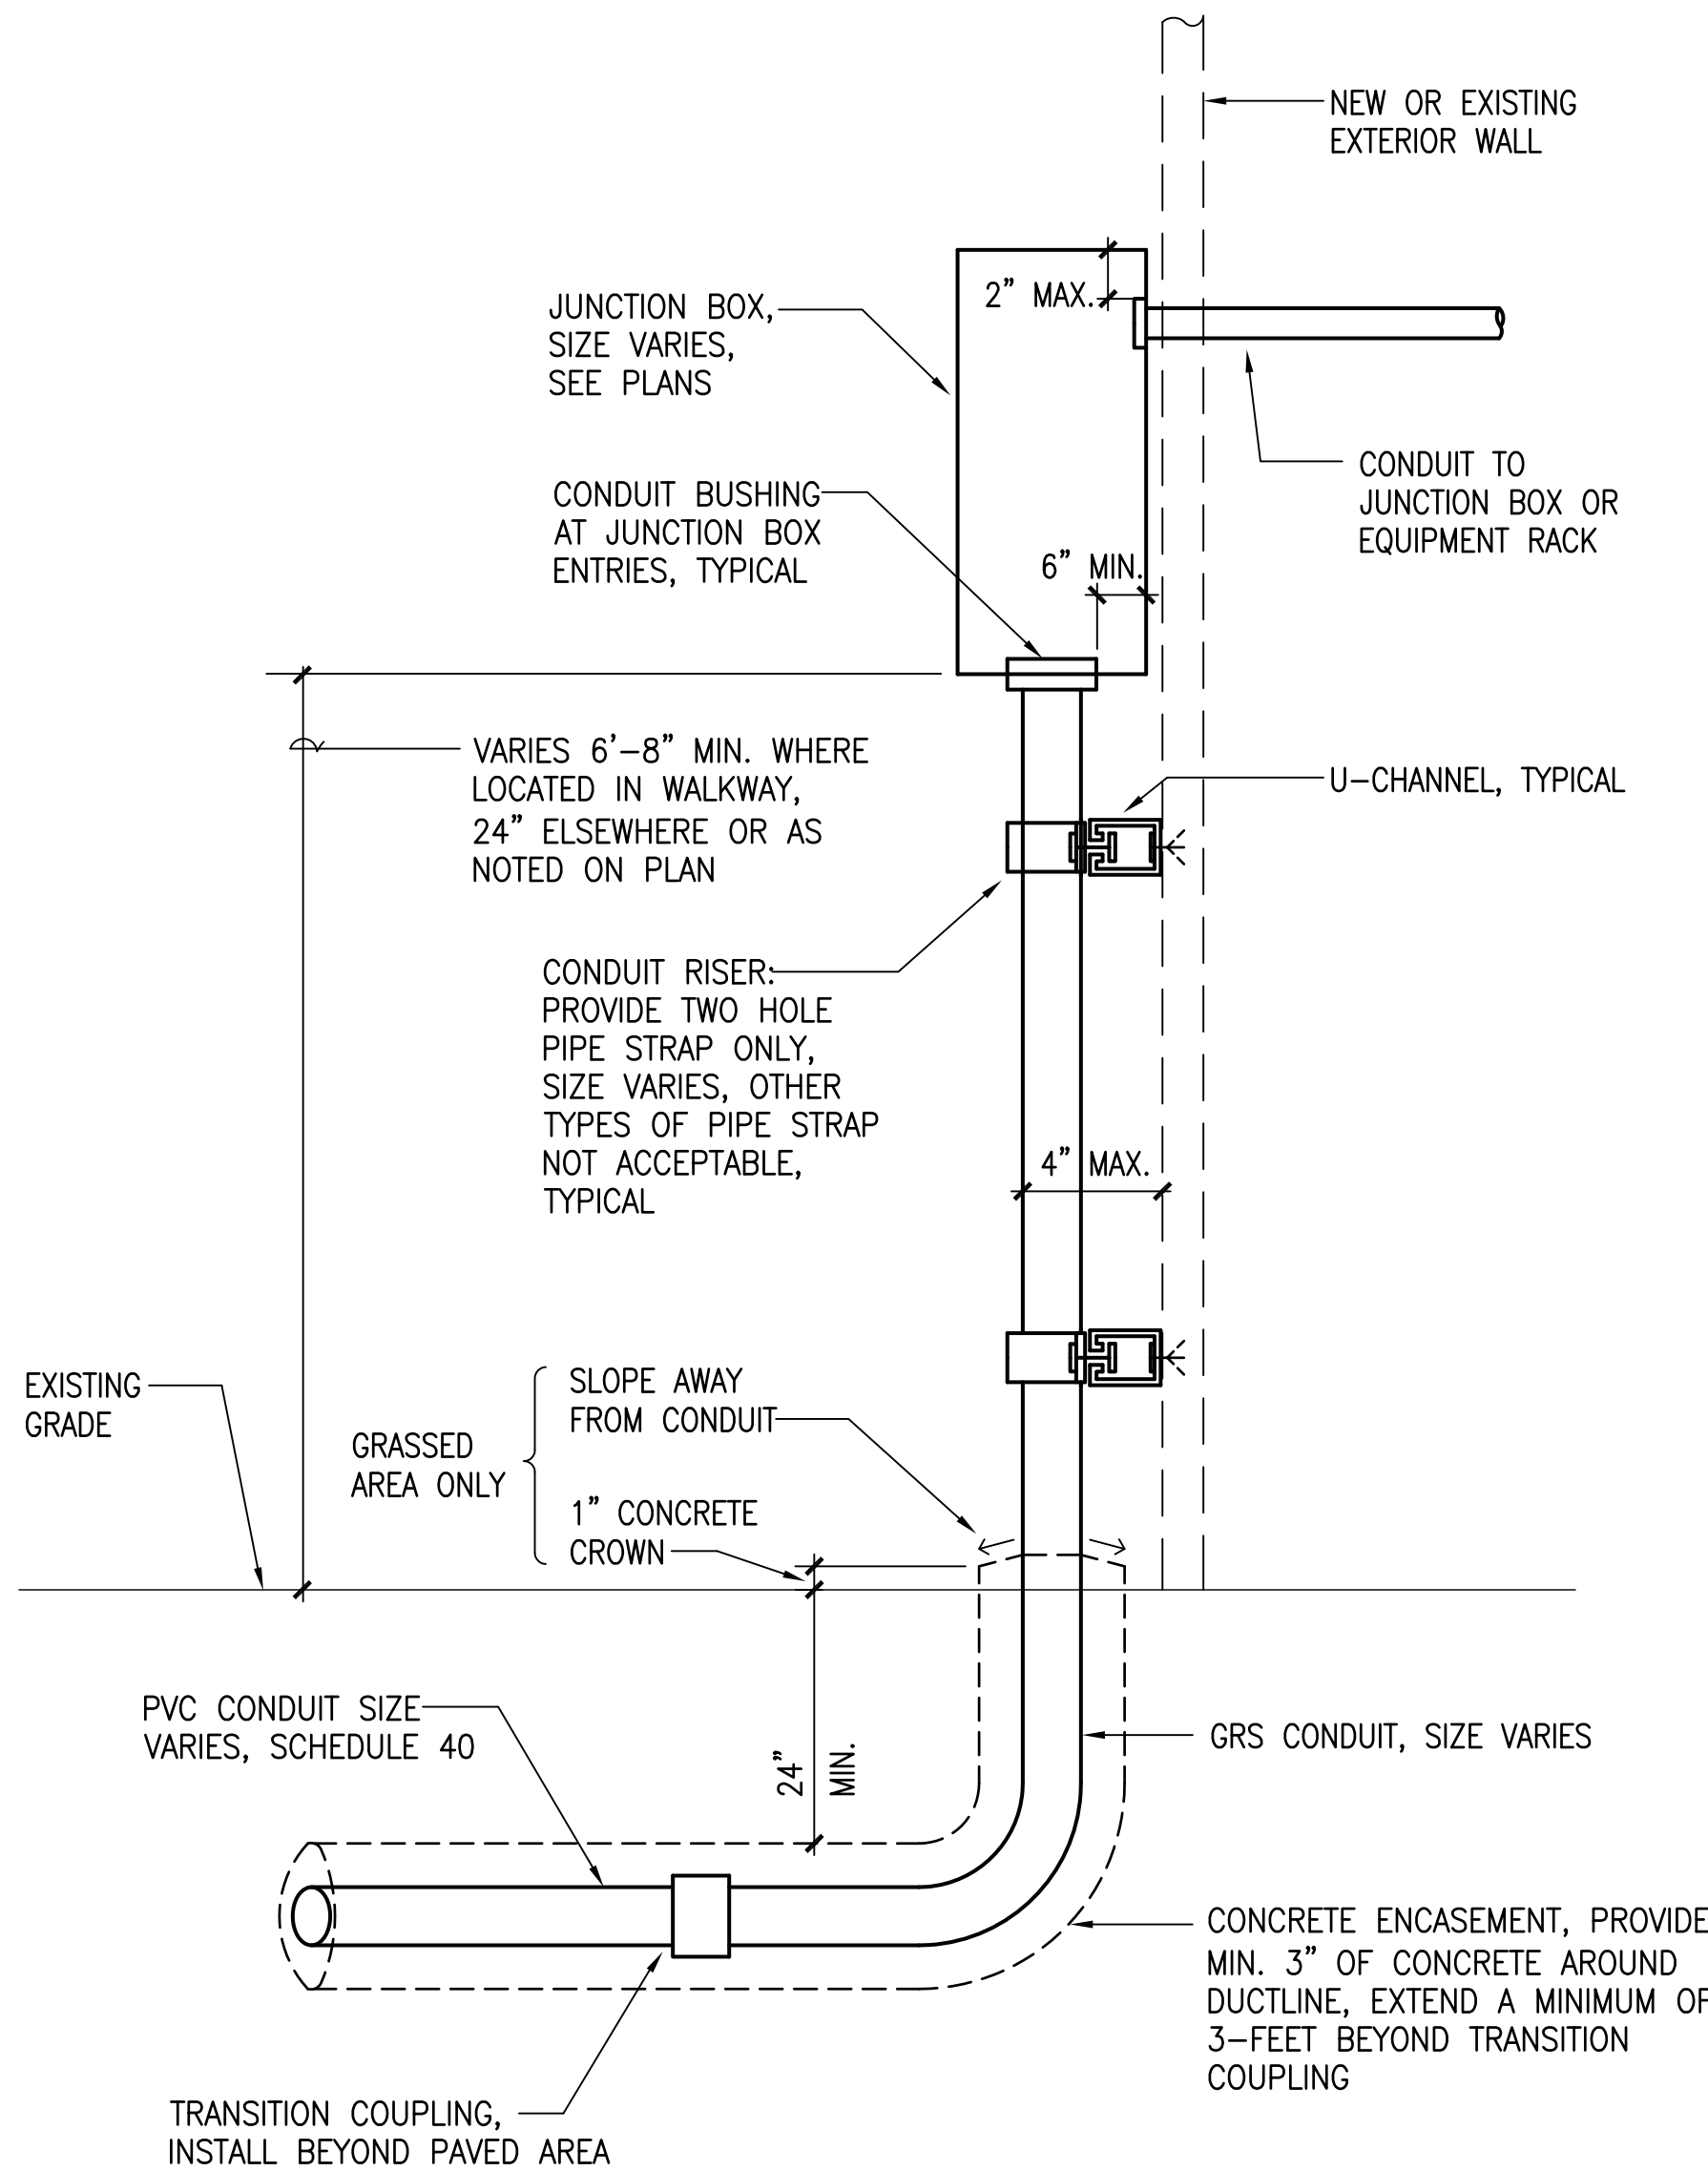 NEW OR EXISTING
EXTERIOR WALL
2” MAX.
JUNCTION BOX,
SIZE VARIES,
SEE PLANS
CONDUIT TO
JUNCTION BOX OR
EQUIPMENT RACK
CONDUIT BUSHING
AT JUNCTION BOX
ENTRIES, TYPICAL
6” MIN.
VARIES 6’-8” MIN. WHERE
LOCATED IN WALKWAY,
24” ELSEWHERE OR AS
NOTED ON PLAN
U-CHANNEL, TYPICAL
CONDUIT RISER:
PROVIDE TWO HOLE
PIPE STRAP ONLY,
SIZE VARIES, OTHER
TYPES OF PIPE STRAP
NOT ACCEPTABLE,
TYPICAL
4” MAX.
EXISTING
GRADE
GRASSED
AREA ONLY
SLOPE AWAY
FROM CONDUIT
1” CONCRETE
CROWN
PVC CONDUIT SIZE
VARIES, SCHEDULE 40
24”
MIN.
GRS CONDUIT, SIZE VARIES
CONCRETE ENCASEMENT, PROVIDE
MIN. 3” OF CONCRETE AROUND
DUCTLINE, EXTEND A MINIMUM OF
3-FEET BEYOND TRANSITION
COUPLING
TRANSITION COUPLING,
INSTALL BEYOND PAVED AREA